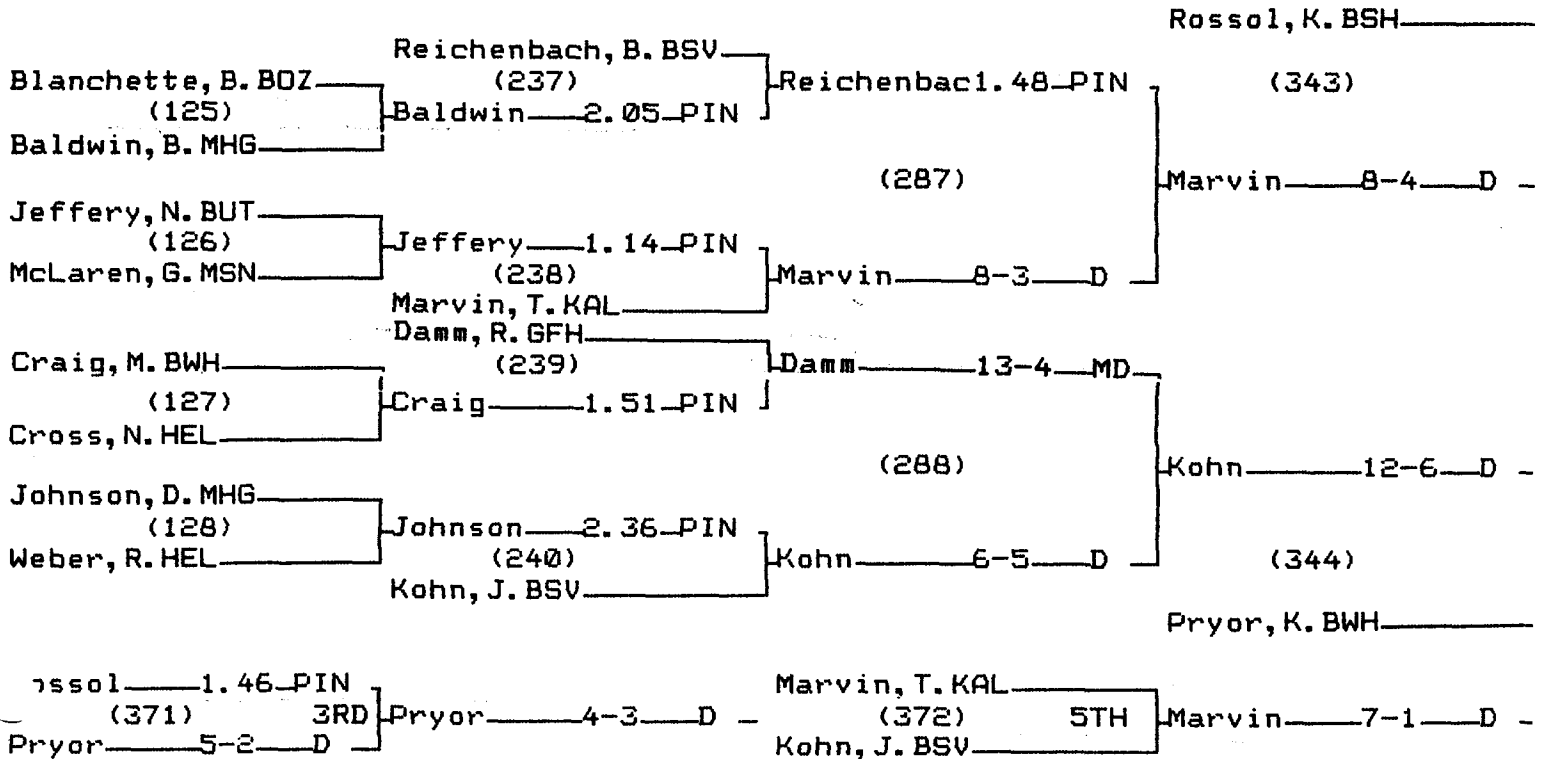 Rossol, K. BSH
Reichenbach, B. BSV
Blanchette, B. BOZ (237) Reichenbac1.48 PIN (343)
(125) Baldwin 2.05 PIN
Baldwin, B. MHG
(287) Marvin 8-4 D
Jeffery, N. BUT
(126) Jeffery 1.14 PIN
McLaren, G. MSN (238) Marvin 8-3 D
Marvin, T. KAL
Damm, R. GFH
Craig, M. BWH (239) Damm 13-4 MD
(127) Craig 1.51 PIN
Cross, N. HEL
(288) Kohn 12-6 D
Johnson, D. MHG
(128) Johnson 2.36 PIN
Weber, R. HEL (240) Kohn 6-5 D (344)
Kohn, J. BSV
Pryor, K. BWH
ossol 1.46 PIN Marvin, T. KAL
(371) 3RD Pryor 4-3 D (372) 5TH Marvin 7-1 D
Pryor 5-2 D Kohn, J. BSV